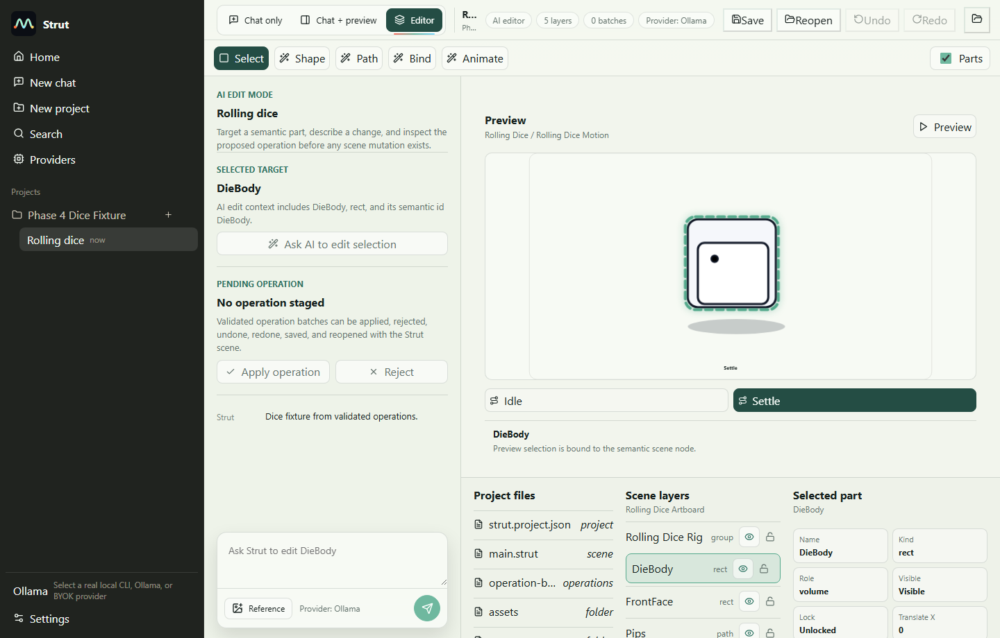 Strut
Home
New chat
New project
Search
Providers
Projects
Phase 4 Dice Fixture +
Rolling dice now
Ollama
Select a real local CLI, Ollama, or
BYOK provider
Settings
Chat only
Chat + preview
Editor
R...
Ph...
AI editor
5 layers
0 batches
Provider: Ollama
Save
Reopen
Undo
Redo
Select
Shape
Path
Bind
Animate
Parts
AI EDIT MODE
Rolling dice
Target a semantic part, describe a change, and inspect the
proposed operation before any scene mutation exists.
SELECTED TARGET
DieBody
AI edit context includes DieBody, rect, and its semantic id
DieBody.
Ask AI to edit selection
PENDING OPERATION
No operation staged
Validated operation batches can be applied, rejected,
undone, redone, saved, and reopened with the Strut
scene.
Apply operation
Reject
Strut
Dice fixture from validated operations.
Ask Strut to edit DieBody
Reference
Provider: Ollama
Preview
Rolling Dice / Rolling Dice Motion
Preview
Settle
Idle
Settle
DieBody
Preview selection is bound to the semantic scene node.
Project files
strut.project.json project
main.strut scene
operation-b... operations
assets folder
Scene layers
Rolling Dice Artboard
Rolling Dice Rig group
DieBody rect
FrontFace rect
Pips path
Selected part
DieBody
Name
DieBody
Kind
rect
Role
volume
Visible
Visible
Lock
Unlocked
Translate X
0